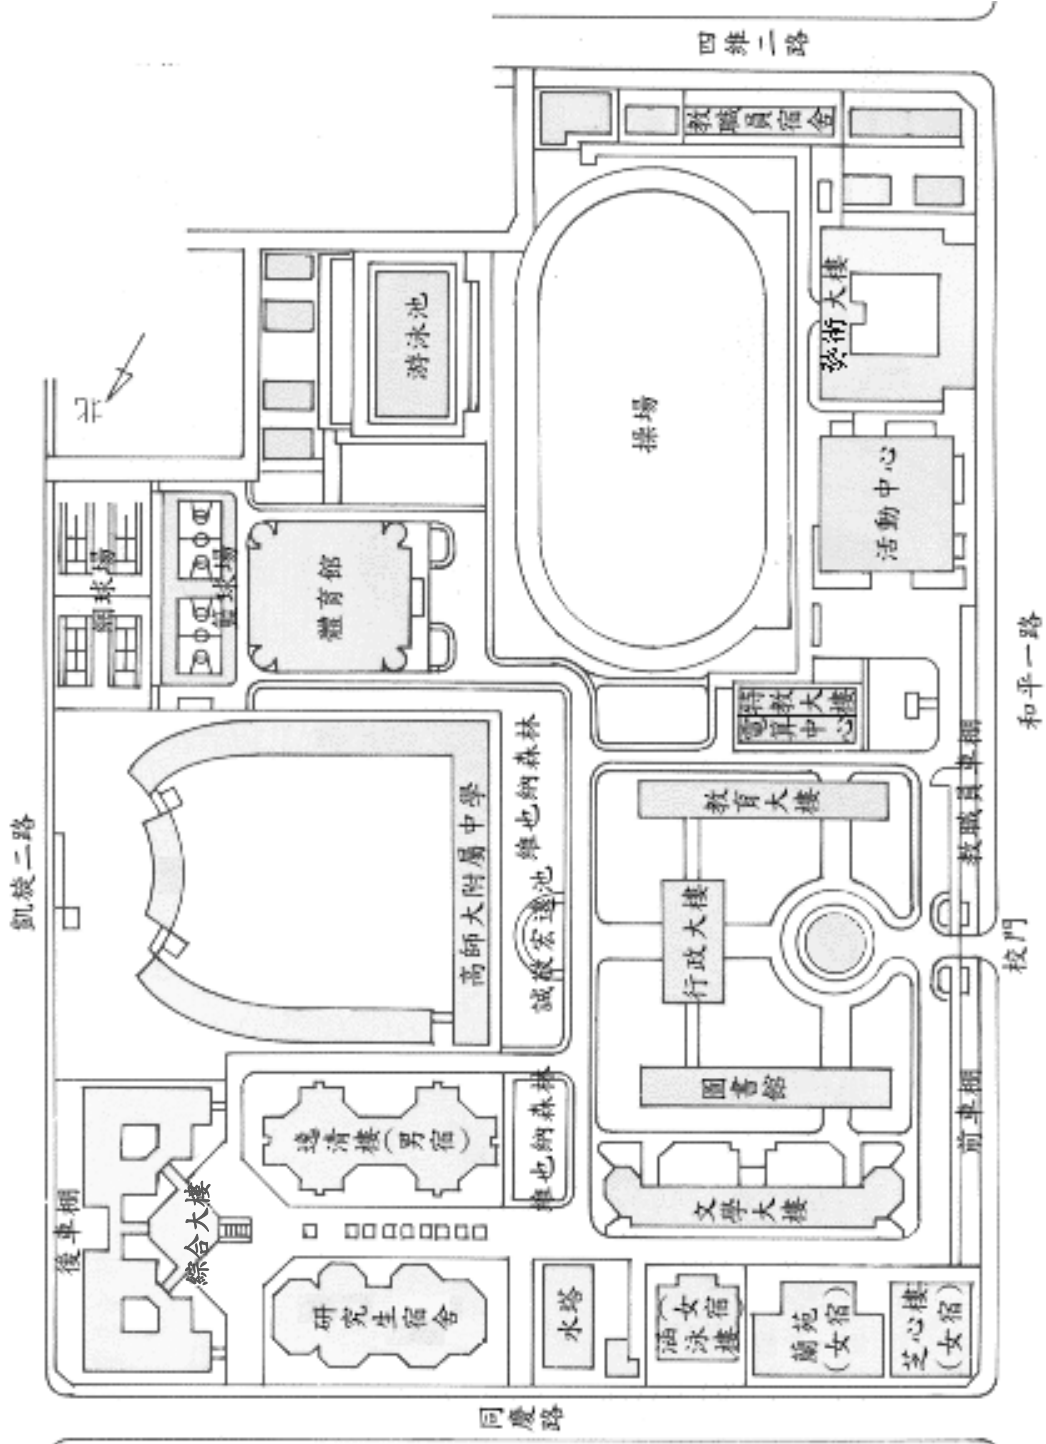 四維二路
教職員宿舍
北
游泳池
藝術大樓
操場
活動中心
網球場
籃球場
體育館
和平一路
特教大樓
電算中心
維也納森林
高師大附屬中學
教育大樓
教職員車棚
凱旋二路
誠敬宏遠池
行政大樓
校門
圖書館
前車棚
逸清樓(男宿)
維也納森林
文學大樓
後車棚
綜合大樓
研究生宿舍
水塔
涵泳樓
(女宿)
蘭苑
(女宿)
芝心樓
(女宿)
同慶路